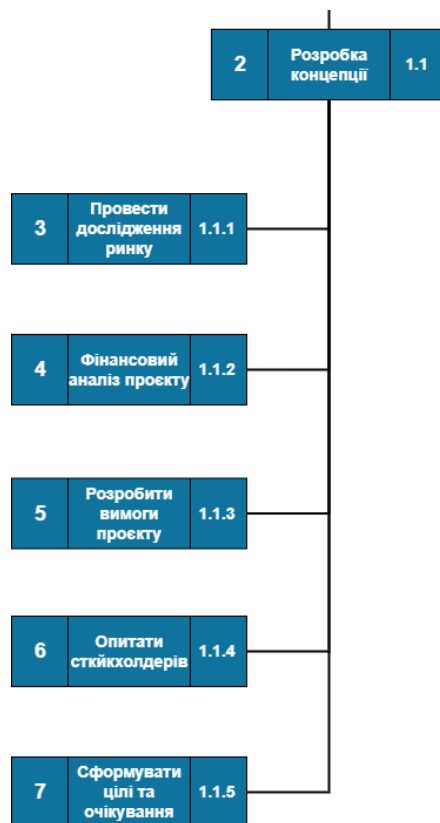 2
Розробка
концепції
1.1
3
Провести
дослідження
ринку
1.1.1
4
Фінансовий
аналіз проєкту
1.1.2
5
Розробити
вимоги
проєкту
1.1.3
6
Опитати
сткйкхолдерів
1.1.4
7
Сформувати
цілі та
очікування
1.1.5